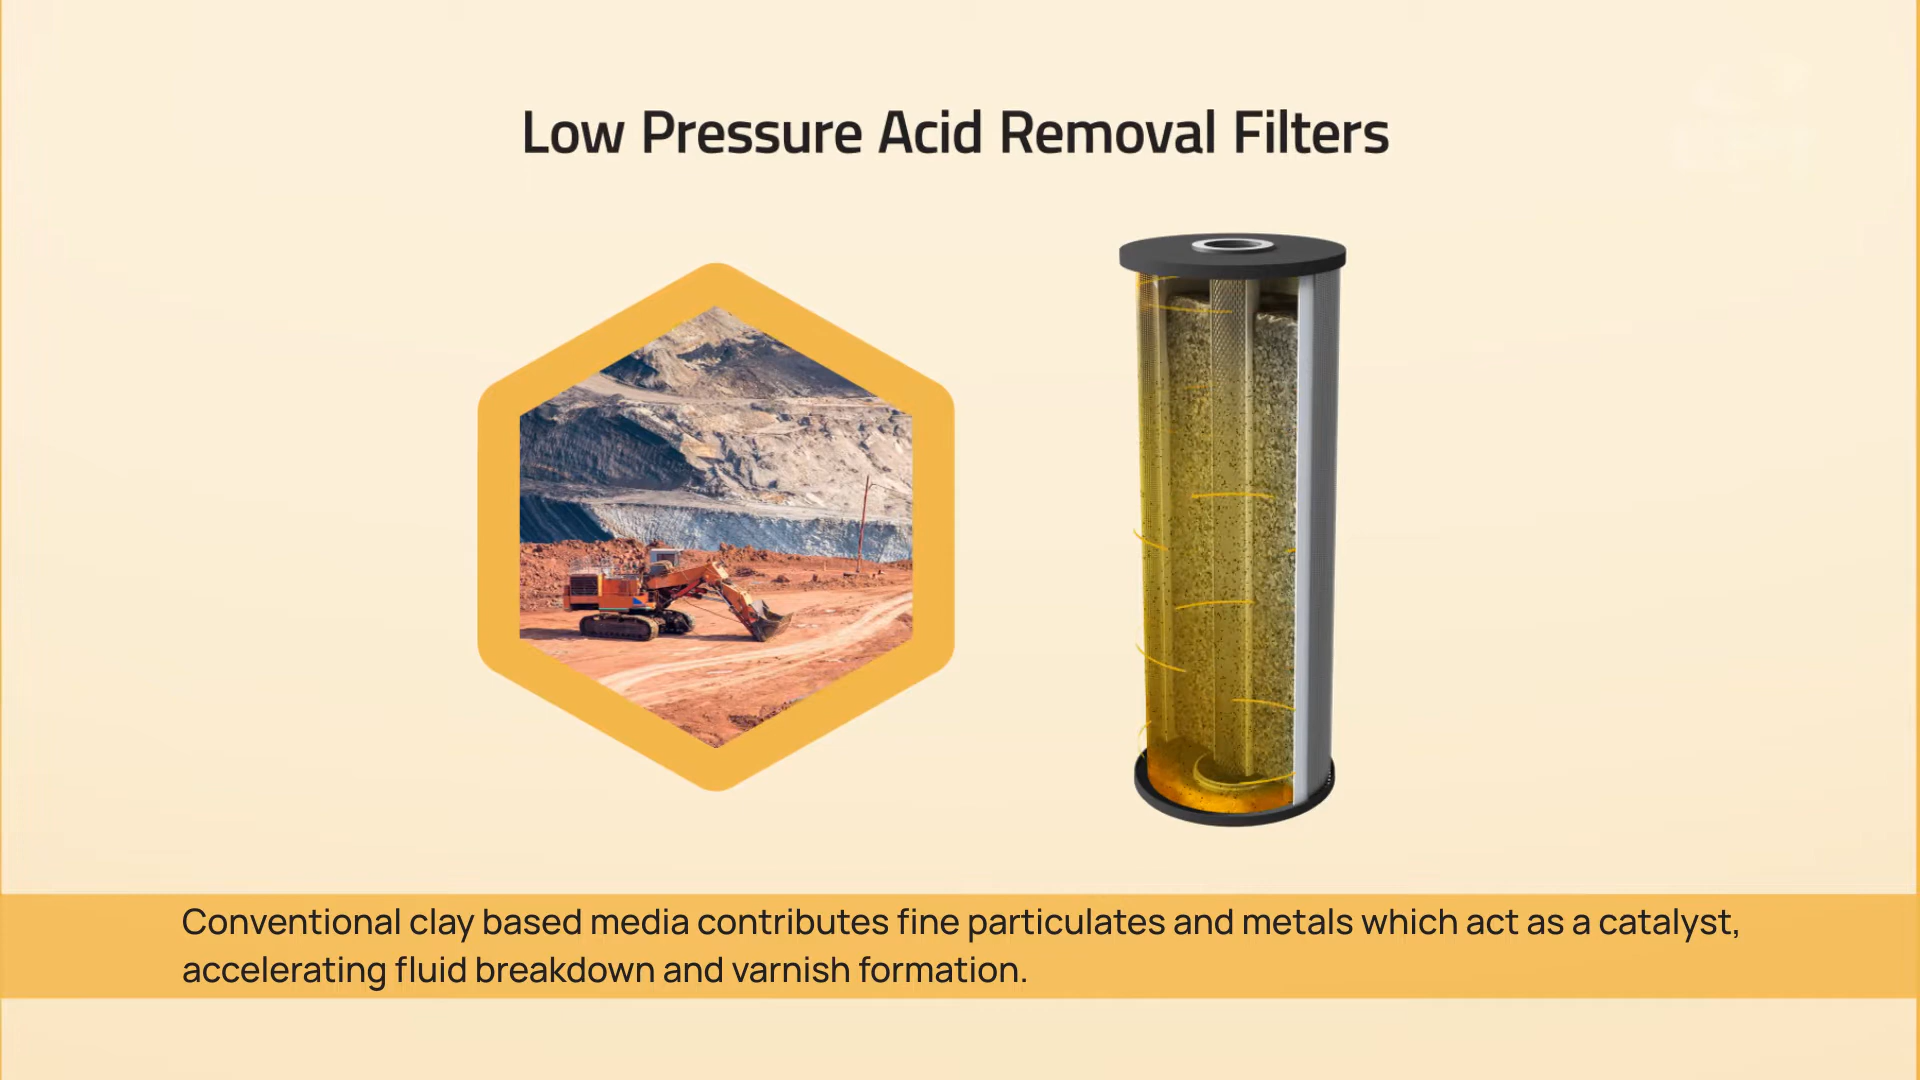 Low Pressure Acid Removal Filters
Conventional clay based media contributes fine particulates and metals which act as a catalyst,
accelerating fluid breakdown and varnish formation.